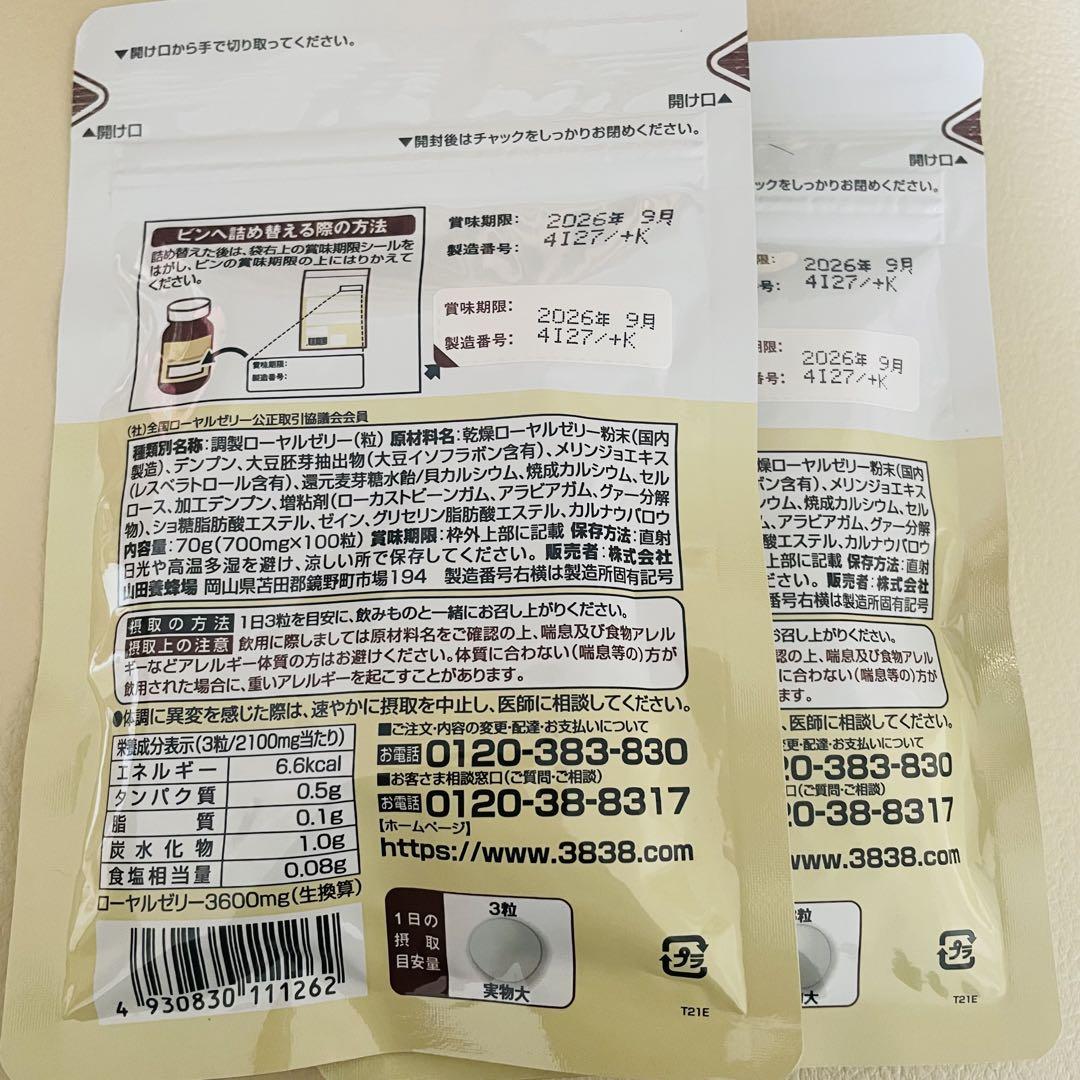 ▼開け口から手で切り取ってください。
▲開け口
開け口▲
▼開封後はチャックをしっかりお閉めください。
ビンへ詰め替える際の方法
詰め替えた後は、袋右上の賞味期限シールを
はがし、ビンの賞味期限の上にはりかえて
ください。
賞味期限:
製造番号:
賞味期限: 2026年 9月
製造番号: 4I27/+K
賞味期限: 2026年 9月
製造番号: 4I27/+K
(社)全国ローヤルゼリー公正取引協議会会員
種類別名称:調製ローヤルゼリー(粒) 原材料名:乾燥ローヤルゼリー粉末(国内
製造)、デンプン、大豆胚芽抽出物(大豆イソフラボン含有)、メリンジョエキス
(レスベラトロール含有)、還元麦芽糖水飴/貝カルシウム、焼成カルシウム、セル
ロース、加工デンプン、増粘剤(ローカストビーンガム、アラビアガム、グァー分解
物)、ショ糖脂肪酸エステル、ゼイン、グリセリン脂肪酸エステル、カルナウバロウ
内容量:70g(700mg×100粒) 賞味期限:枠外上部に記載 保存方法:直射
日光や高温多湿を避け、涼しい所で保存してください。 販売者:株式会社
山田養蜂場 岡山県苫田郡鏡野町市場194 製造番号右横は製造所固有記号
摂取の方法 1日3粒を目安に、飲みものと一緒にお召し上がりください。
摂取上の注意 飲用に際しましては原材料名をご確認の上、喘息及び食物アレル
ギーなどアレルギー体質の方はお避けください。体質に合わない(喘息等の)方が
飲用された場合に、重いアレルギーを起こすことがあります。
●体調に異変を感じた際は、速やかに摂取を中止し、医師に相談してください。
栄養成分表示(3粒/2100mg当たり)
エネルギー 6.6kcal
タンパク質 0.5g
脂質 0.1g
炭水化物 1.0g
食塩相当量 0.08g
ローヤルゼリー3600mg(生換算)
■ご注文・内容の変更・配達・お支払いについて
お電話 0120-383-830
■お客さま相談窓口(ご質問・ご相談)
お電話 0120-38-8317
【ホームページ】
https://www.3838.com
1日の
摂取
目安量
3粒
実物大
プラ
T21E
4 930830 111262
開け口▲
ックをしっかりお閉めください。
限: 2026年 9月
号: 4I27/+K
限: 2026年 9月
番号: 4I27/+K
燥ローヤルゼリー粉末(国内
ン含有)、メリンジョエキス
ウム、焼成カルシウム、セル
ム、アラビアガム、グァー分解
酸エステル、カルナウバロウ
上部に記載 保存方法:直射
ださい。 販売者:株式会社
番号右横は製造所固有記号
召し上がりください。
認の上、喘息及び食物アレル
に合わない(喘息等の)方が
ます。
、医師に相談してください。
変更・配達・お支払いについて
20-383-830
口(ご質問・ご相談)
20-38-8317
www.3838.com
粒
大
プラ
T21E